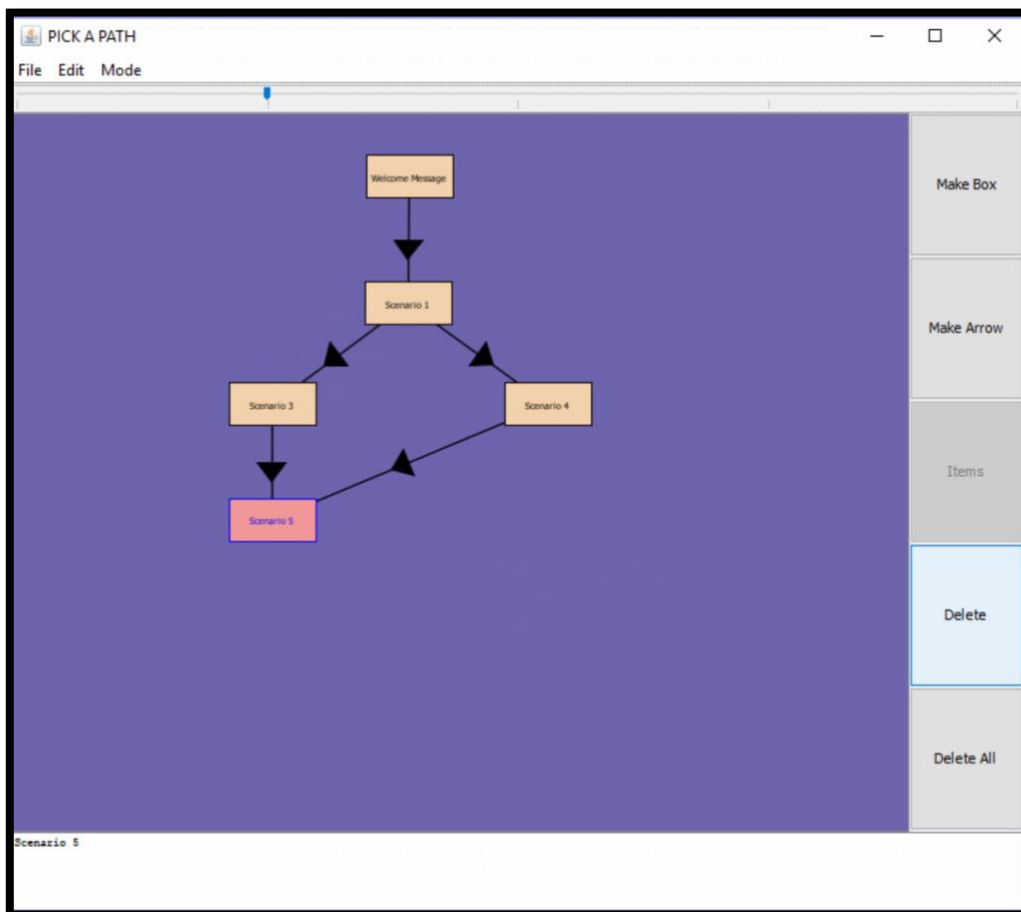 PICK A PATH
File Edit Mode
Welcome Message
Make Box
Scenario 1
Make Arrow
Scenario 3
Scenario 4
Items
Scenario 5
Delete
Delete All
Scenario 5